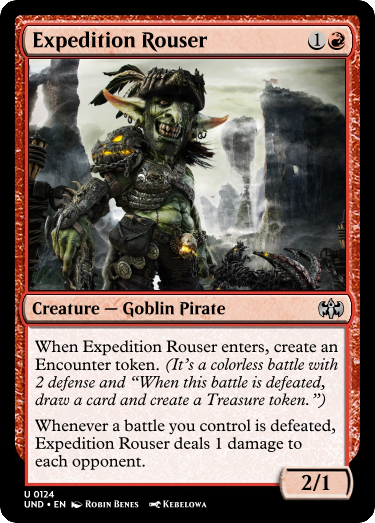 Expedition Rouser 1
Creature — Goblin Pirate
When Expedition Rouser enters, create an
Encounter token. (It's a colorless battle with
2 defense and “When this battle is defeated,
draw a card and create a Treasure token.”)
Whenever a battle you control is defeated,
Expedition Rouser deals 1 damage to
each opponent.
2/1
U 0124
UND • EN Robin Benes Kebelowa